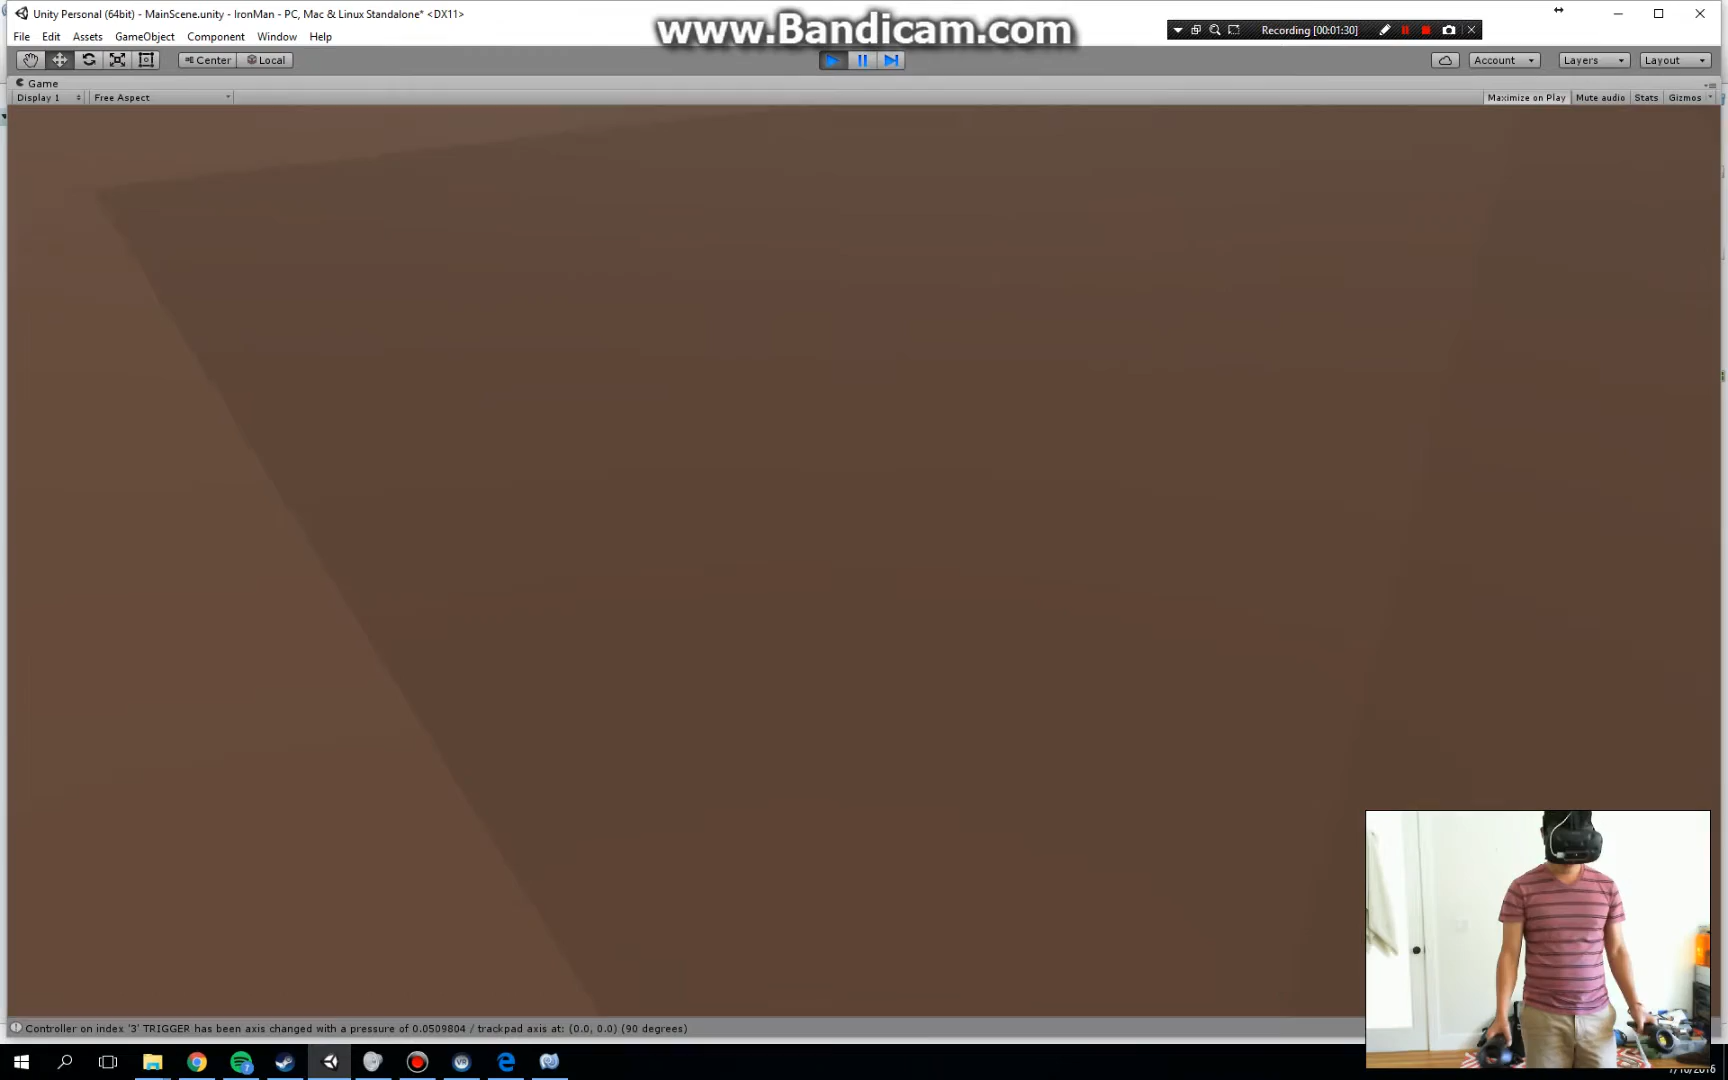 Unity Personal (64bit) - MainScene.unity - IronMan - PC, Mac & Linux Standalone* <DX11>
www.Bandicam.com
Recording [00:01:30]
File Edit Assets GameObject Component Window Help
Center Local
Account Layers Layout
Game
Display 1 Free Aspect
Maximize on Play Mute audio Stats Gizmos
Controller on index '3' TRIGGER has been axis changed with a pressure of 0.0509804 / trackpad axis at: (0.0, 0.0) (90 degrees)